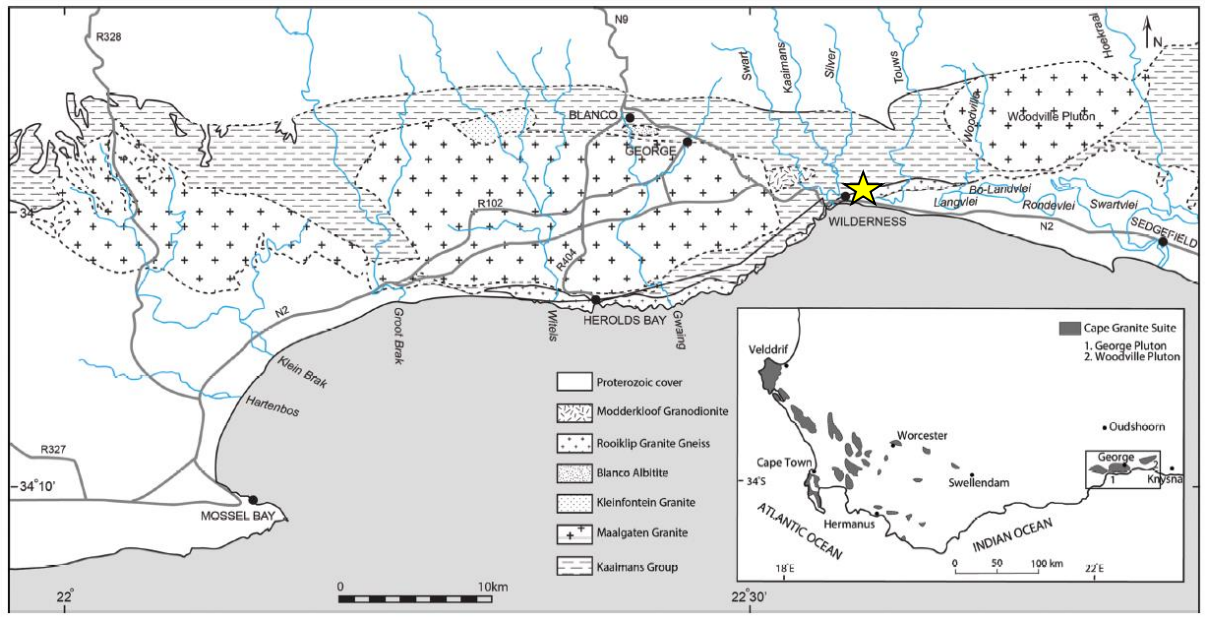 R328
N9
Swart
Kaaimans
Silver
Touws
Hoekraal
N
BLANCO
GEORGE
Woodville
Woodville Pluton
34°
R102
R404
WILDERNESS
Bo-Landvlei
Langvlei
Rondevlei
Swartvlei
N2
SEDGEFIELD
N2
HEROLDS BAY
Groot Brak
Witels
Gwaing
Klein Brak
Hartenbos
R327
34°10'
MOSSEL BAY
22°
22°30'
0 10km
Proterozoic cover
Modderkloof Granodionite
Rooiklip Granite Gneiss
Blanco Albitite
Kleinfontein Granite
Maalgaten Granite
Kaaimans Group
Cape Granite Suite
1. George Pluton
2. Woodville Pluton
Velddrif
Worcester
Oudshoorn
Cape Town
George
34°S
Swellendam
1
Knysna
Hermanus
ATLANTIC OCEAN
INDIAN OCEAN
0 50 100 km
18°E
22°E